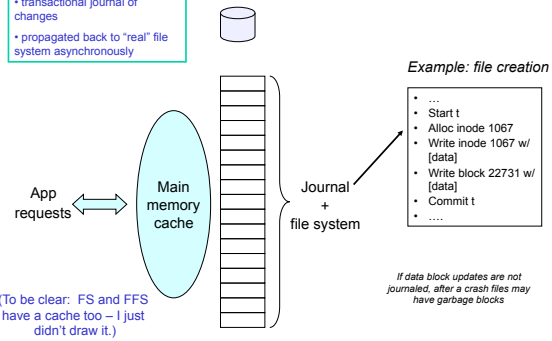 • transactional journal of
changes
• propagated back to “real” file
system asynchronously
Example: file creation
• …
• Start t
• Alloc inode 1067
• Write inode 1067 w/
[data]
• Write block 22731 w/
[data]
• Commit t
• ….
App
requests
Main
memory
cache
Journal
+
file system
If data block updates are not
journaled, after a crash files may
have garbage blocks
(To be clear: FS and FFS
have a cache too – I just
didn’t draw it.)